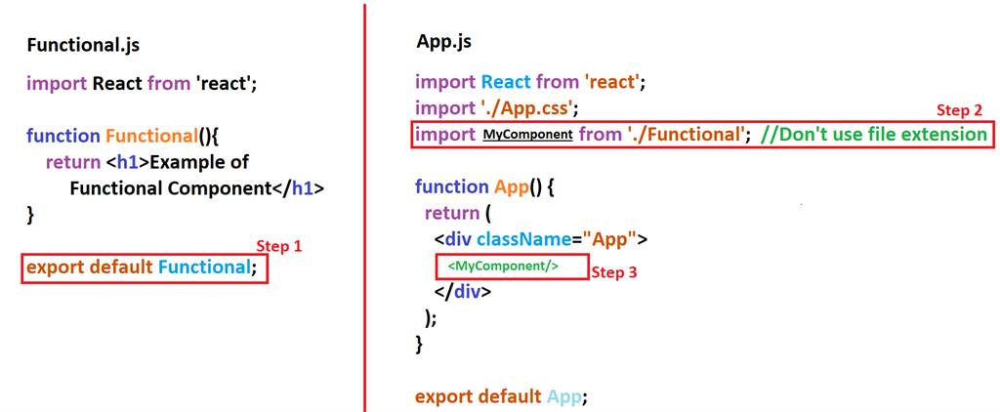 Functional.js
import React from 'react';
function Functional(){
return <h1>Example of
Functional Component</h1>
}
Step 1
export default Functional;
App.js
import React from 'react';
import './App.css';
Step 2
import MyComponent from './Functional'; //Don't use file extension
function App() {
return (
<div className="App">
<MyComponent/>
Step 3
</div>
);
}
export default App;